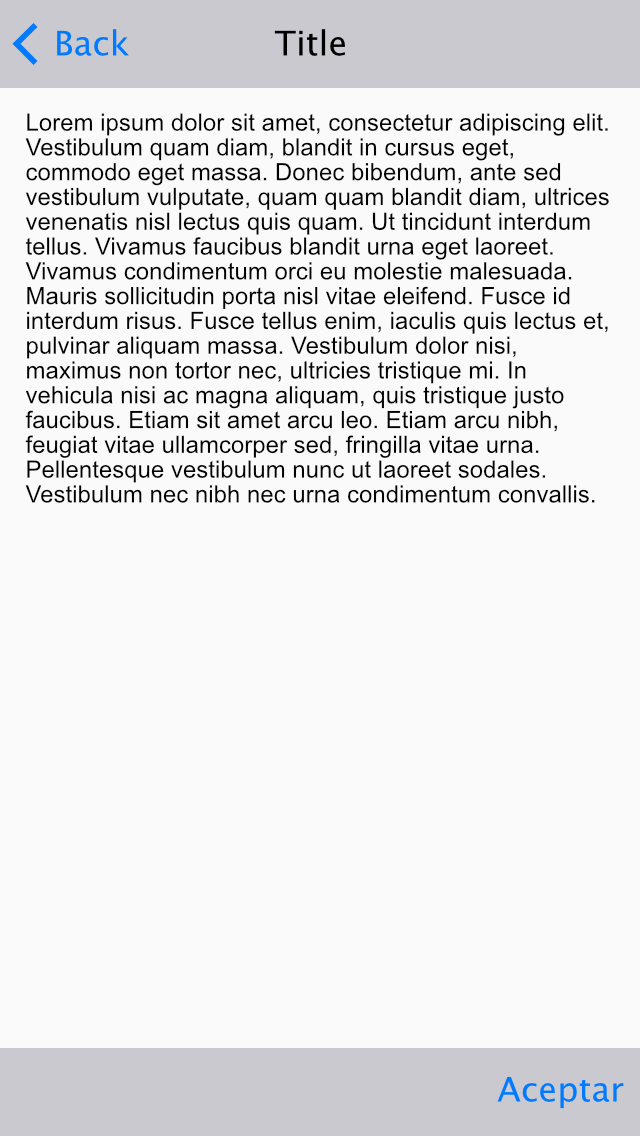 Back Title
Lorem ipsum dolor sit amet, consectetur adipiscing elit.
Vestibulum quam diam, blandit in cursus eget,
commodo eget massa. Donec bibendum, ante sed
vestibulum vulputate, quam quam blandit diam, ultrices
venenatis nisl lectus quis quam. Ut tincidunt interdum
tellus. Vivamus faucibus blandit urna eget laoreet.
Vivamus condimentum orci eu molestie malesuada.
Mauris sollicitudin porta nisl vitae eleifend. Fusce id
interdum risus. Fusce tellus enim, iaculis quis lectus et,
pulvinar aliquam massa. Vestibulum dolor nisi,
maximus non tortor nec, ultricies tristique mi. In
vehicula nisi ac magna aliquam, quis tristique justo
faucibus. Etiam sit amet arcu leo. Etiam arcu nibh,
feugiat vitae ullamcorper sed, fringilla vitae urna.
Pellentesque vestibulum nunc ut laoreet sodales.
Vestibulum nec nibh nec urna condimentum convallis.
Aceptar